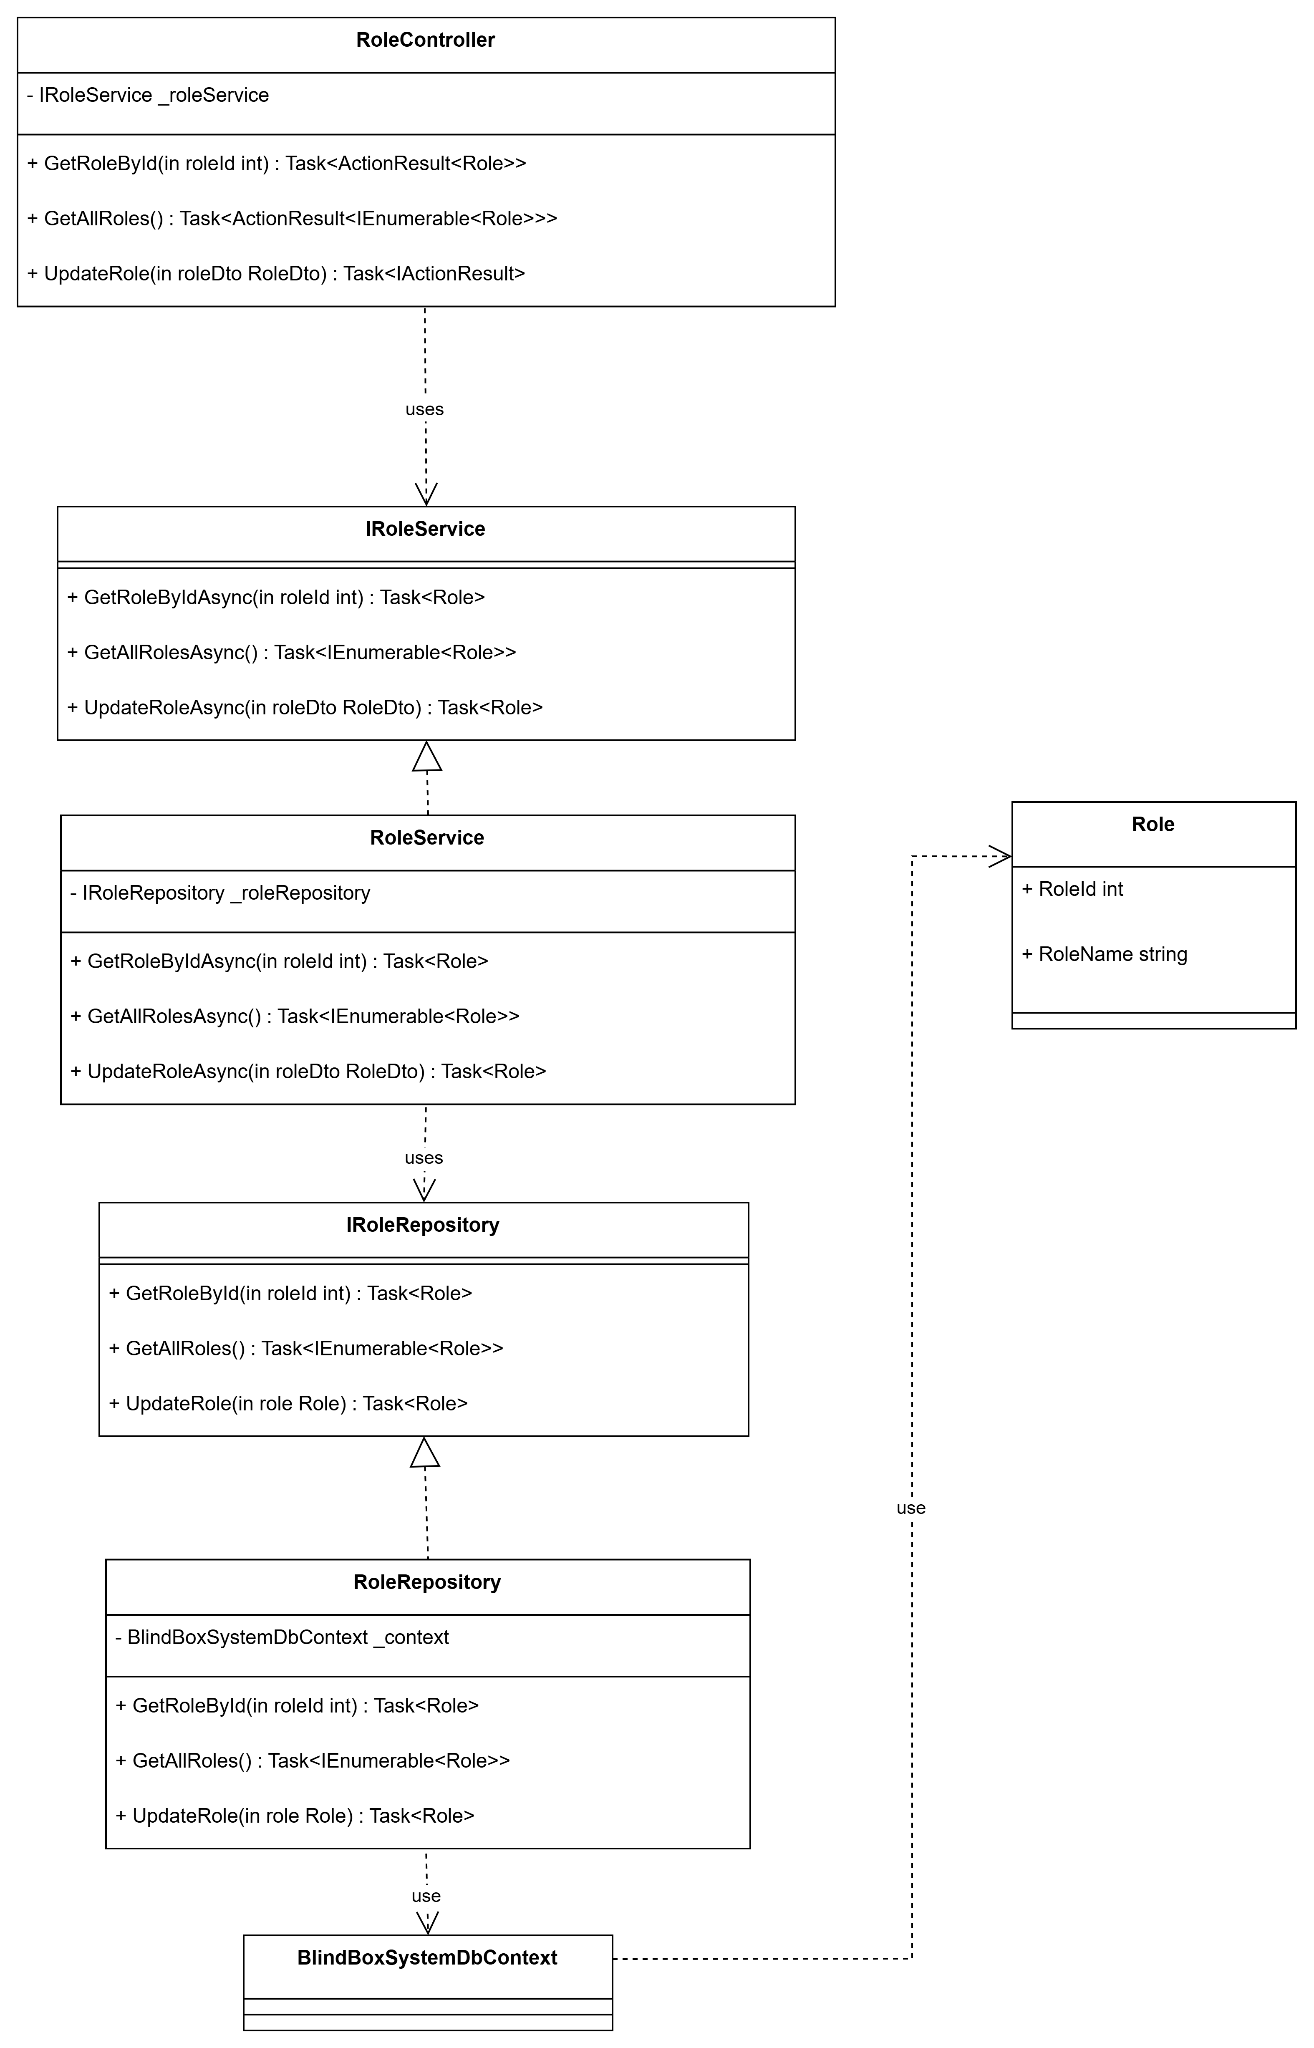 RoleController
- IRoleService _roleService
+ GetRoleById(in roleId int) : Task<ActionResult<Role>>
+ GetAllRoles() : Task<ActionResult<IEnumerable<Role>>>
+ UpdateRole(in roleDto RoleDto) : Task<IActionResult>
uses
IRoleService
+ GetRoleByIdAsync(in roleId int) : Task<Role>
+ GetAllRolesAsync() : Task<IEnumerable<Role>>
+ UpdateRoleAsync(in roleDto RoleDto) : Task<Role>
RoleService
- IRoleRepository _roleRepository
+ GetRoleByIdAsync(in roleId int) : Task<Role>
+ GetAllRolesAsync() : Task<IEnumerable<Role>>
+ UpdateRoleAsync(in roleDto RoleDto) : Task<Role>
uses
IRoleRepository
+ GetRoleById(in roleId int) : Task<Role>
+ GetAllRoles() : Task<IEnumerable<Role>>
+ UpdateRole(in role Role) : Task<Role>
RoleRepository
- BlindBoxSystemDbContext _context
+ GetRoleById(in roleId int) : Task<Role>
+ GetAllRoles() : Task<IEnumerable<Role>>
+ UpdateRole(in role Role) : Task<Role>
use
BlindBoxSystemDbContext
use
Role
+ RoleId int
+ RoleName string